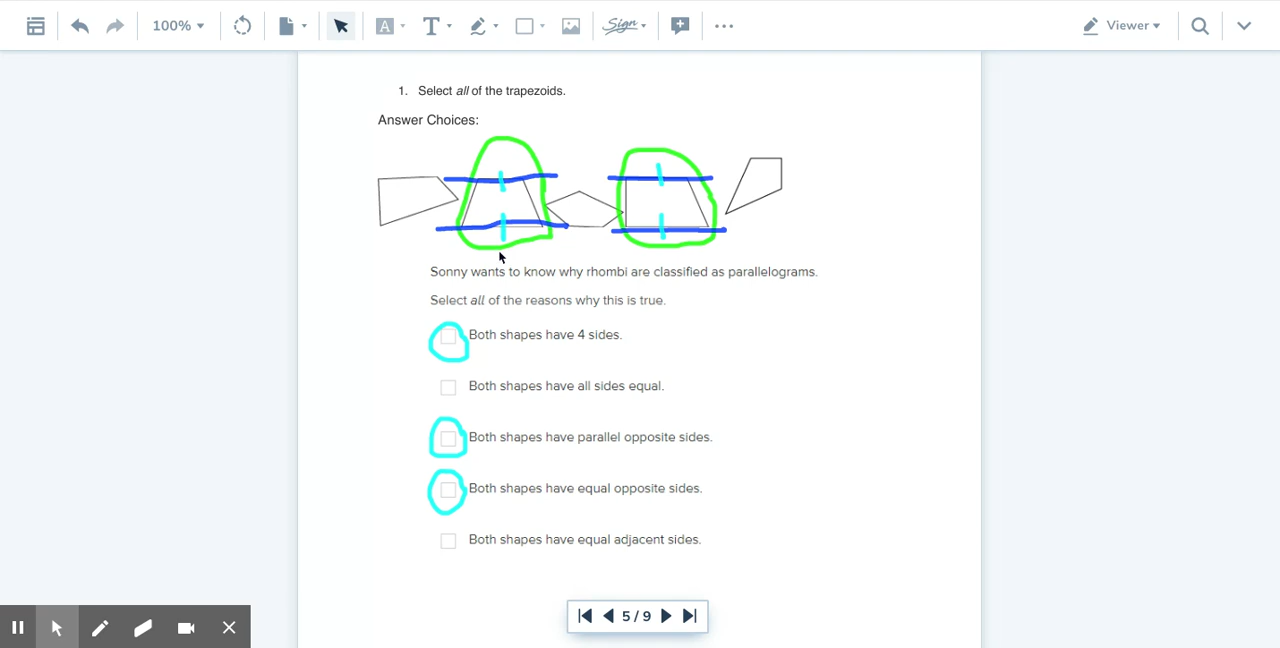 100%
A
T
Sign
Viewer
1. Select all of the trapezoids.
Answer Choices:
Sonny wants to know why rhombi are classified as parallelograms.
Select all of the reasons why this is true.
Both shapes have 4 sides.
Both shapes have all sides equal.
Both shapes have parallel opposite sides.
Both shapes have equal opposite sides.
Both shapes have equal adjacent sides.
5 / 9